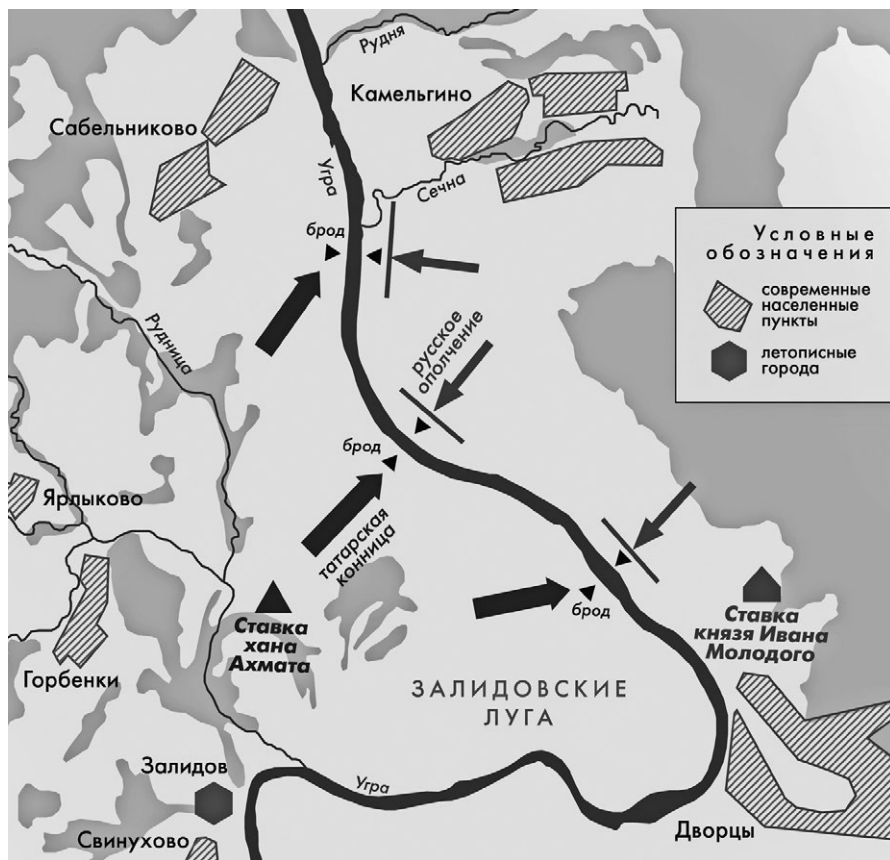 Рудня
Камельгино
Сабельниково
Угра
Сечна
брод
Условные
обозначения
современные
населенные
пункты
летописные
города
Рудница
русское
ополчение
брод
Ярлыково
татарская
конница
брод
Ставка
хана
Ахмата
Ставка
князя Ивана
Молодого
Горбенки
ЗАЛИДОВСКИЕ
ЛУГА
Залидов
Угра
Свинухово
Дворцы